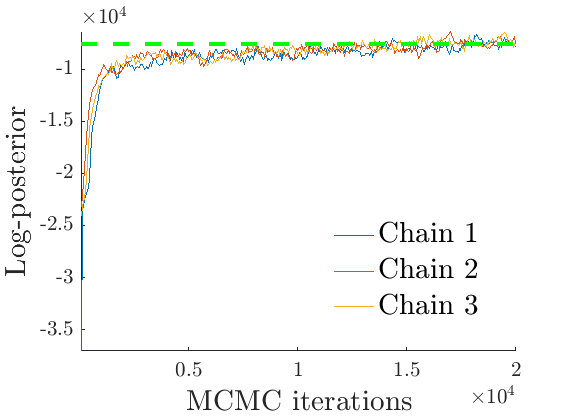 ×10⁴
-1
-1.5
-2
-2.5
-3
-3.5
Log-posterior
Chain 1
Chain 2
Chain 3
0.5 1 1.5 2
×10⁴
MCMC iterations